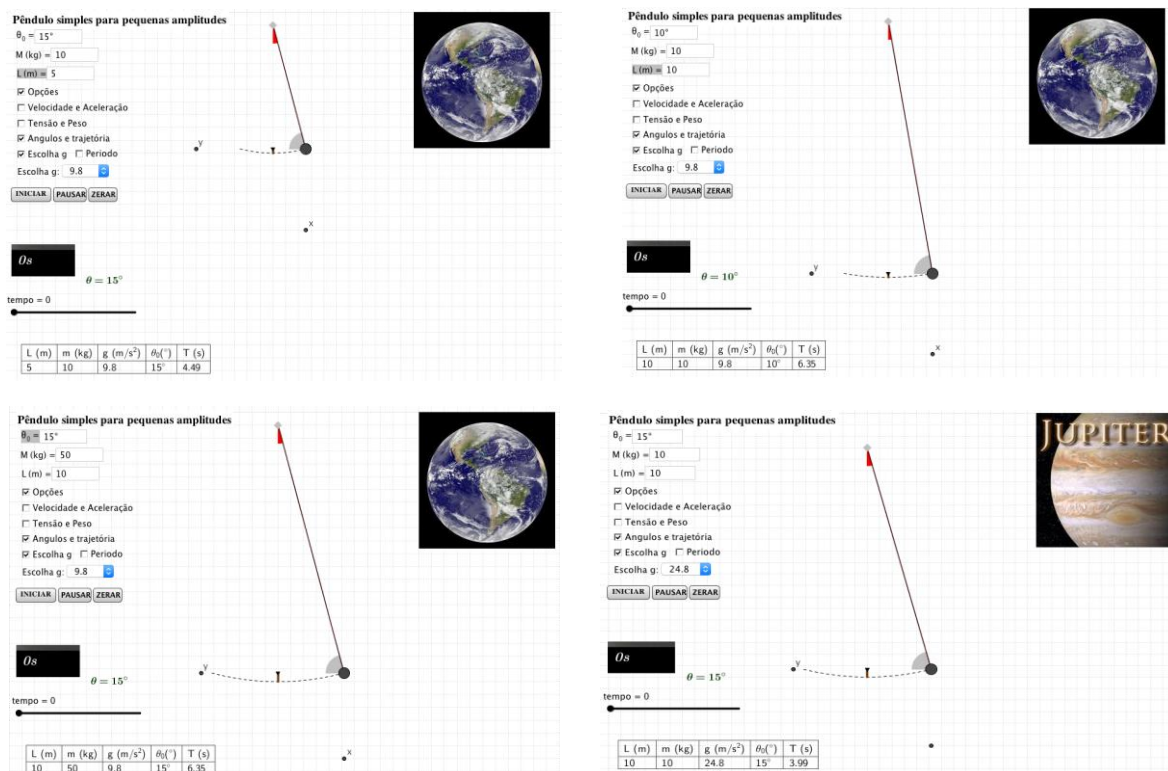 Pêndulo simples para pequenas amplitudes
θ₀ = 15°
M (kg) = 10
L (m) = 5
Opções
Velocidade e Aceleração
Tensão e Peso
Angulos e trajetória
Escolha g Periodo
Escolha g: 9.8
INICIAR PAUSAR ZERAR
y
x
0s
θ = 15°
tempo = 0
L (m) m (kg) g (m/s²) θ₀(°) T (s)
5 10 9.8 15° 4.49
Pêndulo simples para pequenas amplitudes
θ₀ = 10°
M (kg) = 10
L (m) = 10
Opções
Velocidade e Aceleração
Tensão e Peso
Angulos e trajetória
Escolha g Periodo
Escolha g: 9.8
INICIAR PAUSAR ZERAR
y
0s
θ = 10°
tempo = 0
x
L (m) m (kg) g (m/s²) θ₀(°) T (s)
10 10 9.8 10° 6.35
Pêndulo simples para pequenas amplitudes
θ₀ = 15°
M (kg) = 50
L (m) = 10
Opções
Velocidade e Aceleração
Tensão e Peso
Angulos e trajetória
Escolha g Periodo
Escolha g: 9.8
INICIAR PAUSAR ZERAR
0s
y
θ = 15°
tempo = 0
x
L (m) m (kg) g (m/s²) θ₀(°) T (s)
10 50 9.8 15° 6.35
Pêndulo simples para pequenas amplitudes
JUPITER
θ₀ = 15°
M (kg) = 10
L (m) = 10
Opções
Velocidade e Aceleração
Tensão e Peso
Angulos e trajetória
Escolha g Periodo
Escolha g: 24.8
INICIAR PAUSAR ZERAR
0s
y
θ = 15°
tempo = 0
L (m) m (kg) g (m/s²) θ₀(°) T (s)
10 10 24.8 15° 3.99